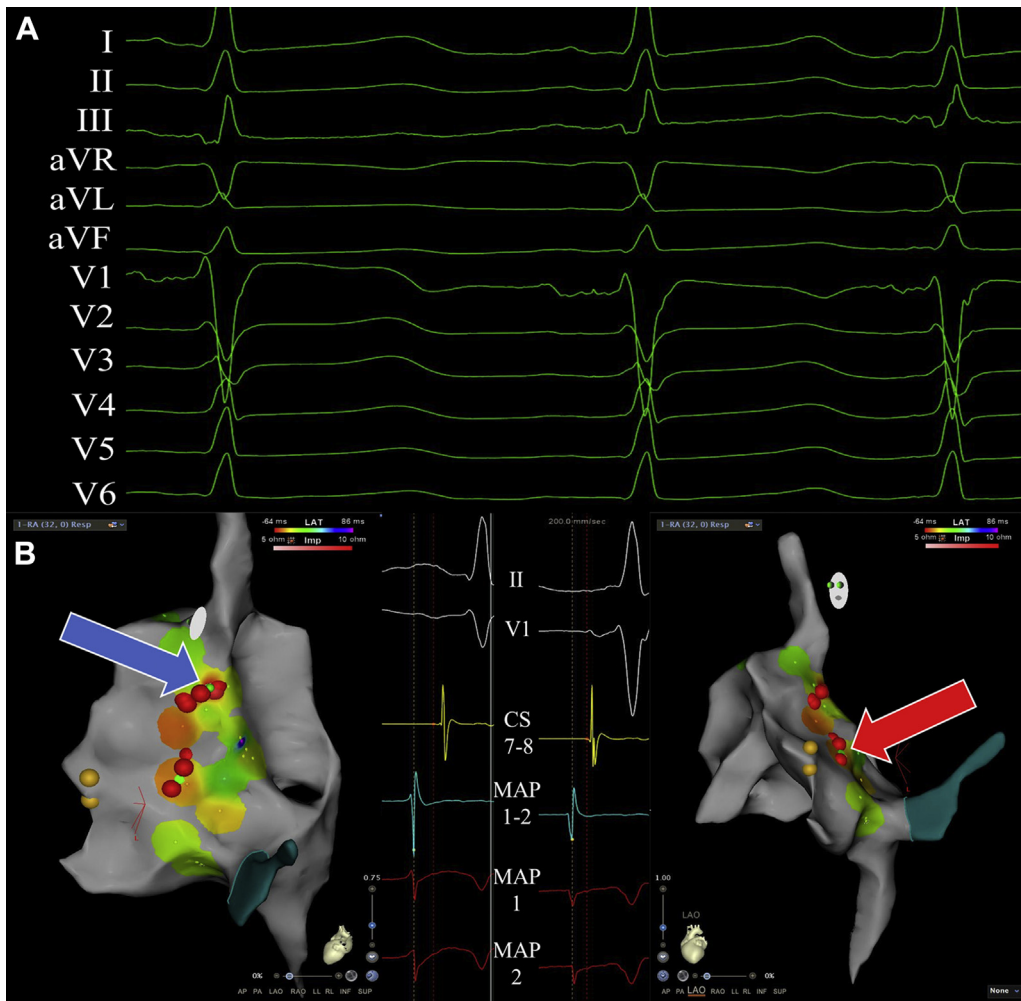 A
I
II
III
aVR
aVL
aVF
V1
V2
V3
V4
V5
V6
B
1-RA (32, 0) Resp
-64 ms LAT 86 ms
5 ohm Imp 10 ohm
200.0 mm/sec
1-RA (32, 0) Resp
-64 ms LAT 86 ms
5 ohm Imp 10 ohm
II
V1
CS
7-8
MAP
1-2
MAP
1
MAP
2
0.75
0%
AP PA LAO RAO LL RL INF SUP
1.00
LAO
0%
AP PA LAO RAO LL RL INF SUP
None